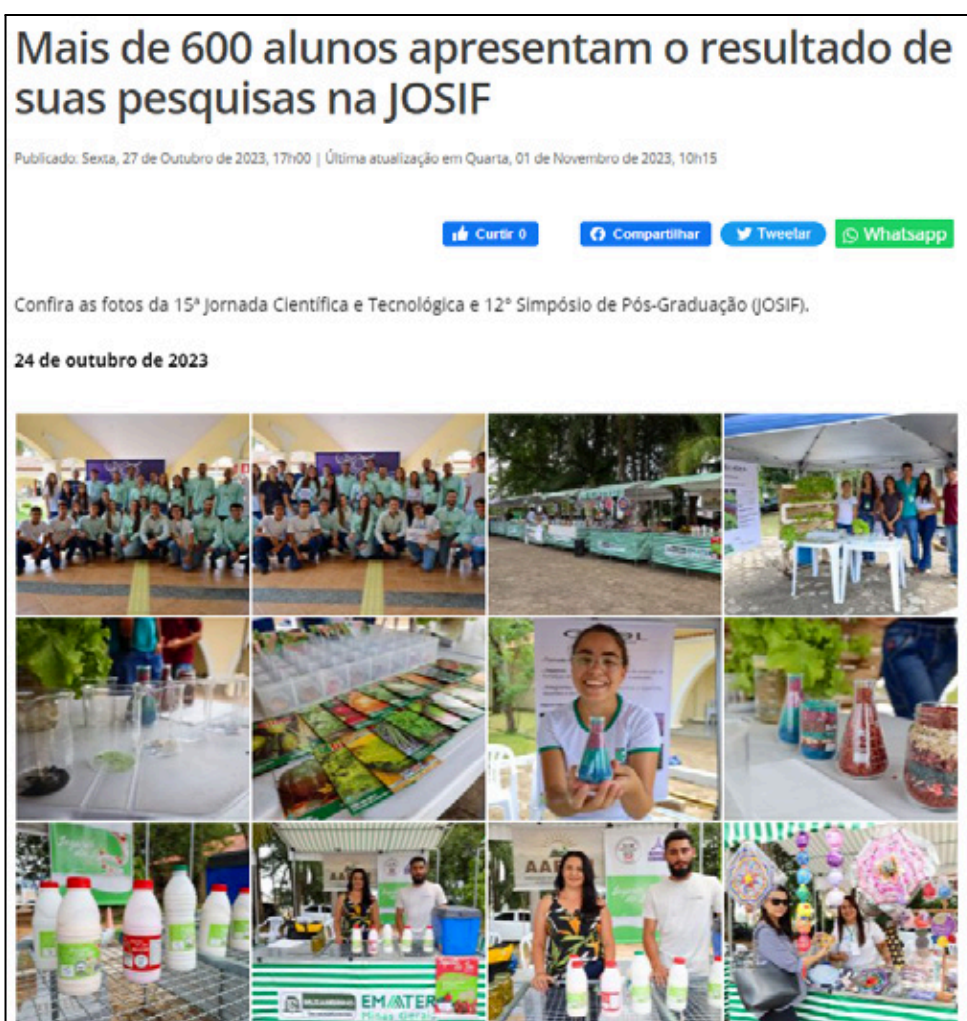 Mais de 600 alunos apresentam o resultado de
suas pesquisas na JOSIF
Publicado: Sexta, 27 de Outubro de 2023, 17h00 | Última atualização em Quarta, 01 de Novembro de 2023, 10h15
Curtir 0
Compartilhar
Tweetar
Whatsapp
Confira as fotos da 15ª Jornada Científica e Tecnológica e 12° Simpósio de Pós-Graduação (JOSIF).
24 de outubro de 2023
EMATER
Minas Gerais